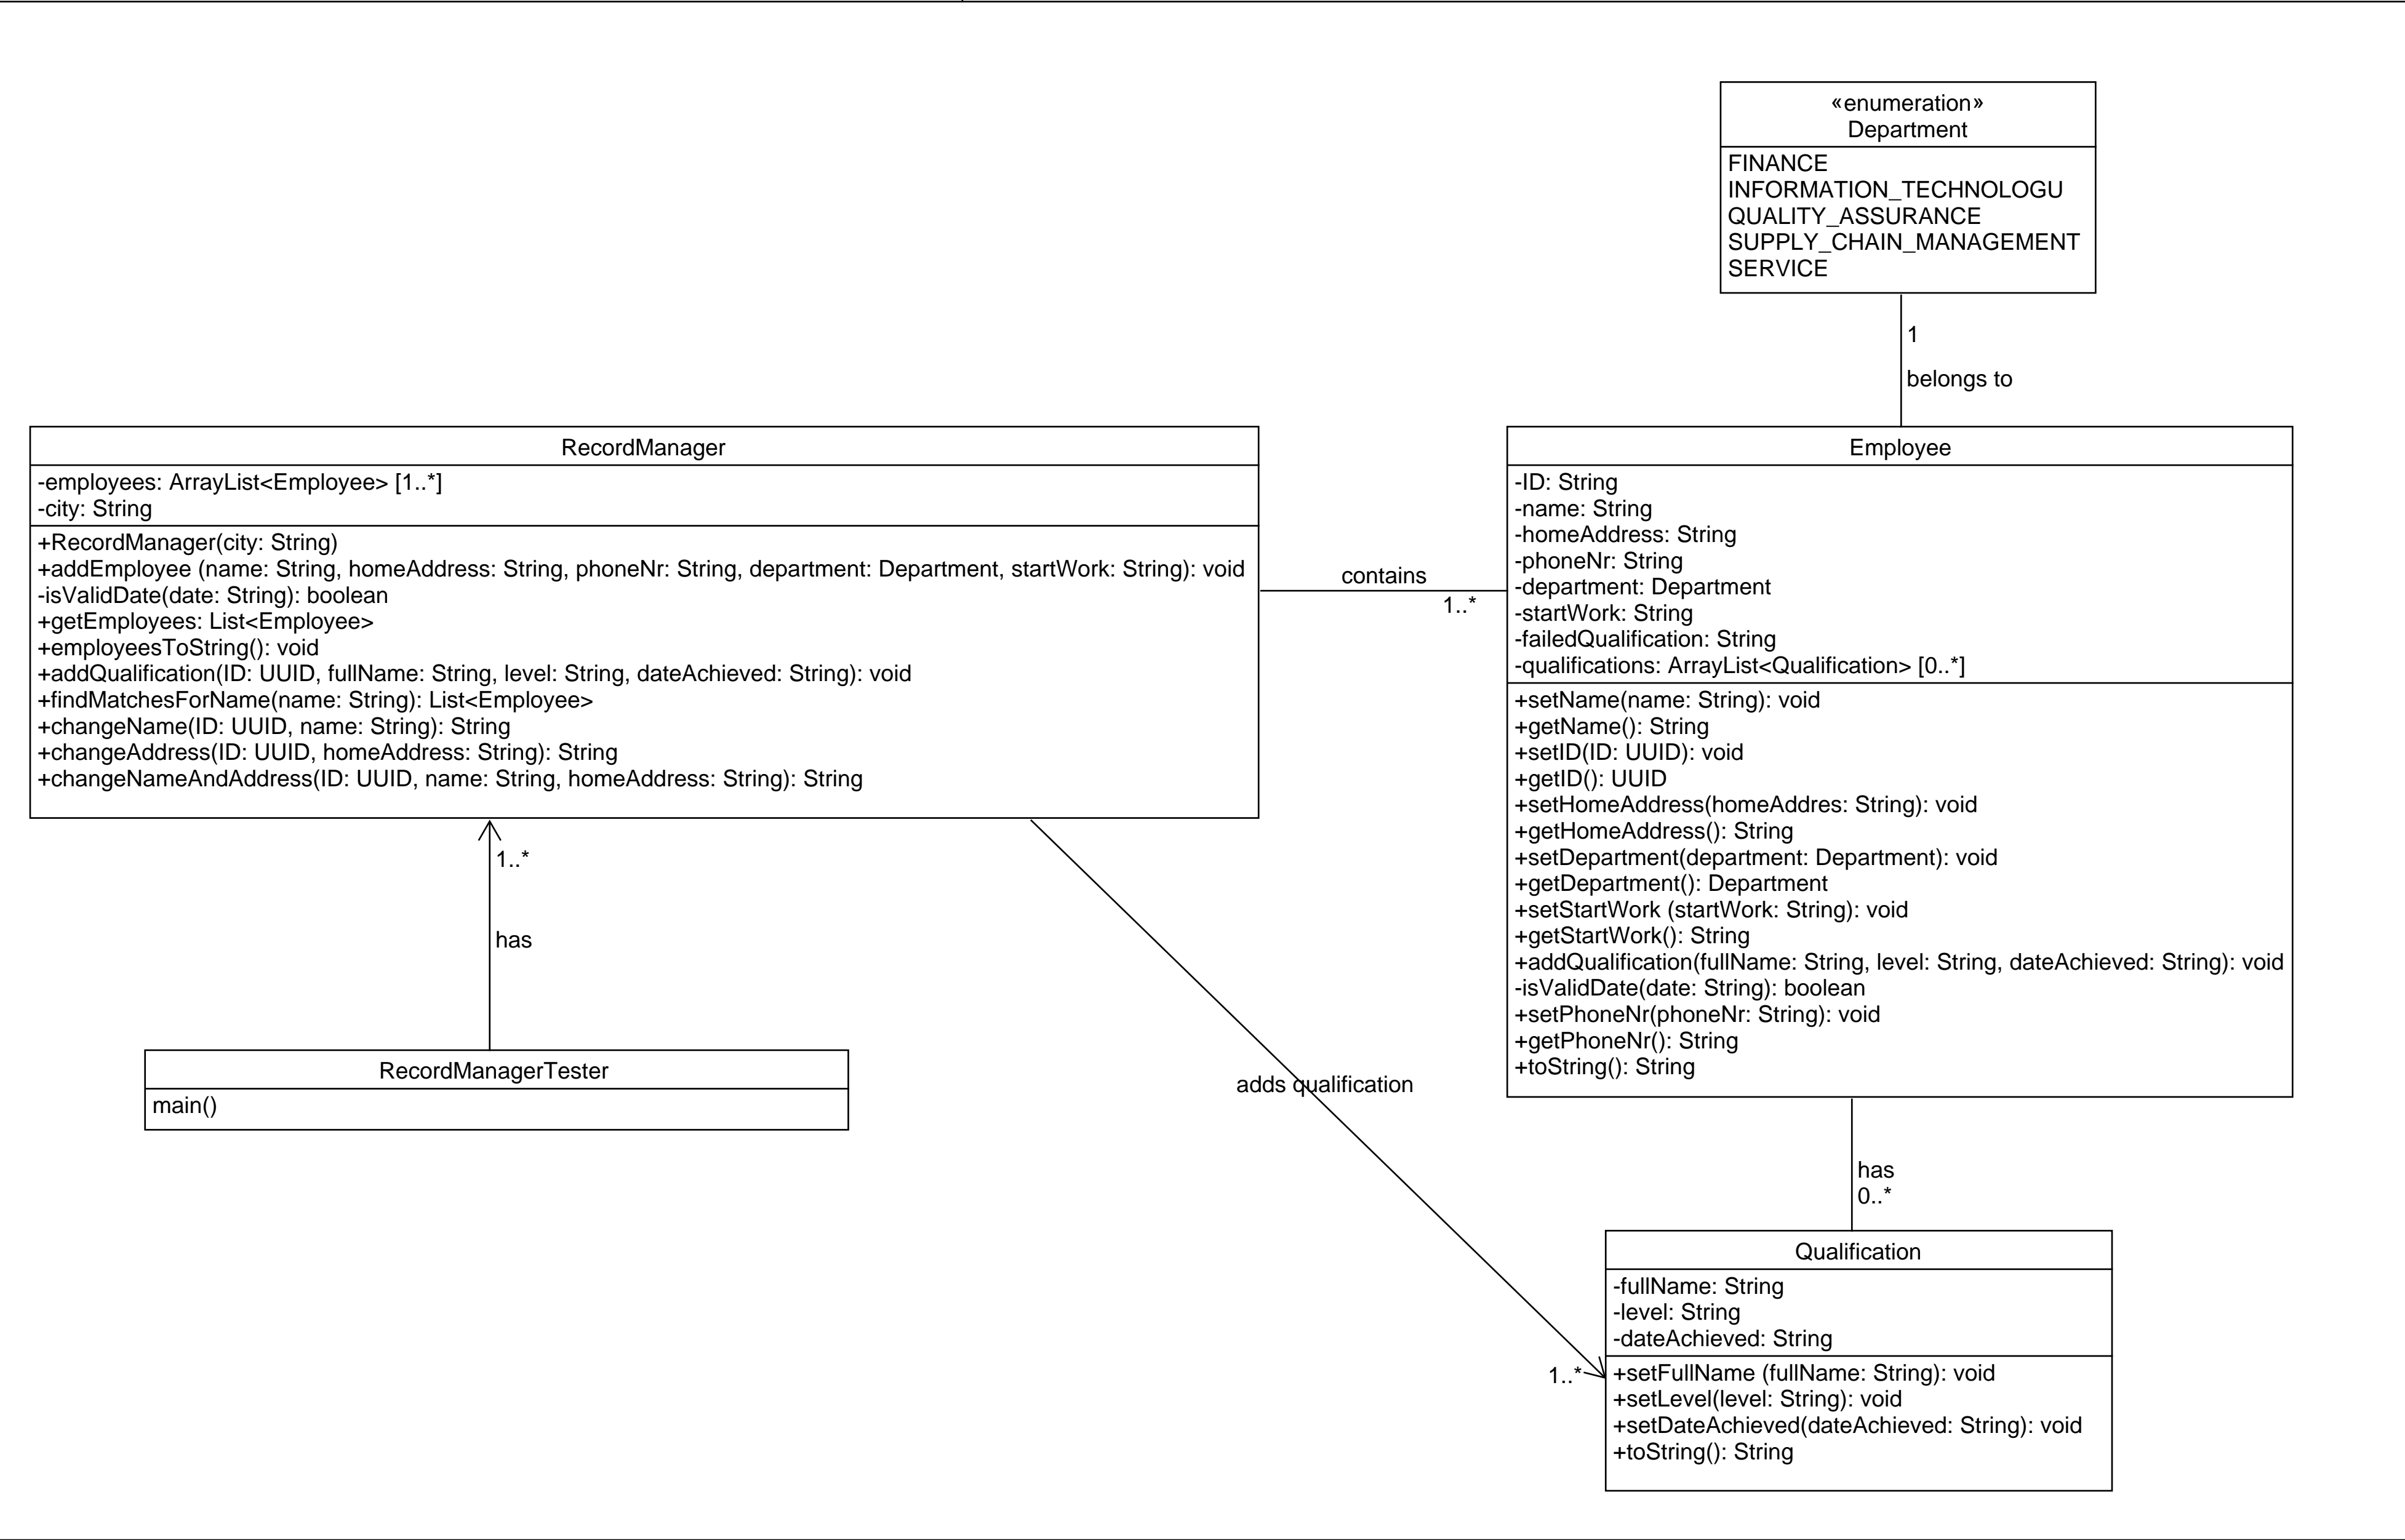 «enumeration»
Department
FINANCE
INFORMATION_TECHNOLOGU
QUALITY_ASSURANCE
SUPPLY_CHAIN_MANAGEMENT
SERVICE
1
belongs to
RecordManager
-employees: ArrayList<Employee> [1..*]
-city: String
+RecordManager(city: String)
+addEmployee (name: String, homeAddress: String, phoneNr: String, department: Department, startWork: String): void
-isValidDate(date: String): boolean
+getEmployees: List<Employee>
+employeesToString(): void
+addQualification(ID: UUID, fullName: String, level: String, dateAchieved: String): void
+findMatchesForName(name: String): List<Employee>
+changeName(ID: UUID, name: String): String
+changeAddress(ID: UUID, homeAddress: String): String
+changeNameAndAddress(ID: UUID, name: String, homeAddress: String): String
contains
1..*
Employee
-ID: String
-name: String
-homeAddress: String
-phoneNr: String
-department: Department
-startWork: String
-failedQualification: String
-qualifications: ArrayList<Qualification> [0..*]
+setName(name: String): void
+getName(): String
+setID(ID: UUID): void
+getID(): UUID
+setHomeAddress(homeAddres: String): void
+getHomeAddress(): String
+setDepartment(department: Department): void
+getDepartment(): Department
+setStartWork (startWork: String): void
+getStartWork(): String
+addQualification(fullName: String, level: String, dateAchieved: String): void
-isValidDate(date: String): boolean
+setPhoneNr(phoneNr: String): void
+getPhoneNr(): String
+toString(): String
1..*
has
RecordManagerTester
main()
adds qualification
1..*
has
0..*
Qualification
-fullName: String
-level: String
-dateAchieved: String
+setFullName (fullName: String): void
+setLevel(level: String): void
+setDateAchieved(dateAchieved: String): void
+toString(): String